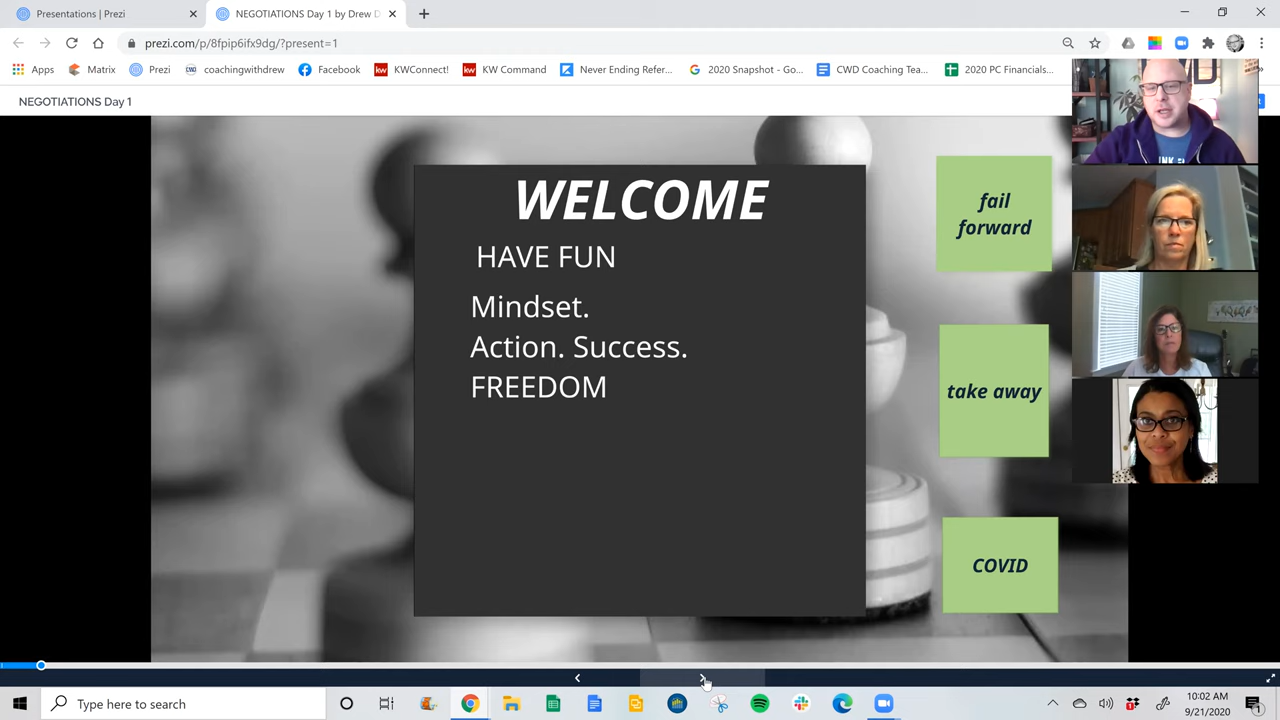 Presentations | Prezi
NEGOTIATIONS Day 1 by Drew D
prezi.com/p/8fpip6ifx9dg/?present=1
Apps
Matrix
Prezi
coachingwithdrew
Facebook
KWConnect!
KW Command
Never Ending Refer...
2020 Snapshot - Go...
CWD Coaching Tea...
2020 PC Financials...
NEGOTIATIONS Day 1
WELCOME
HAVE FUN
Mindset.
Action. Success.
FREEDOM
fail
forward
take away
COVID
Type here to search
10:02 AM
9/21/2020